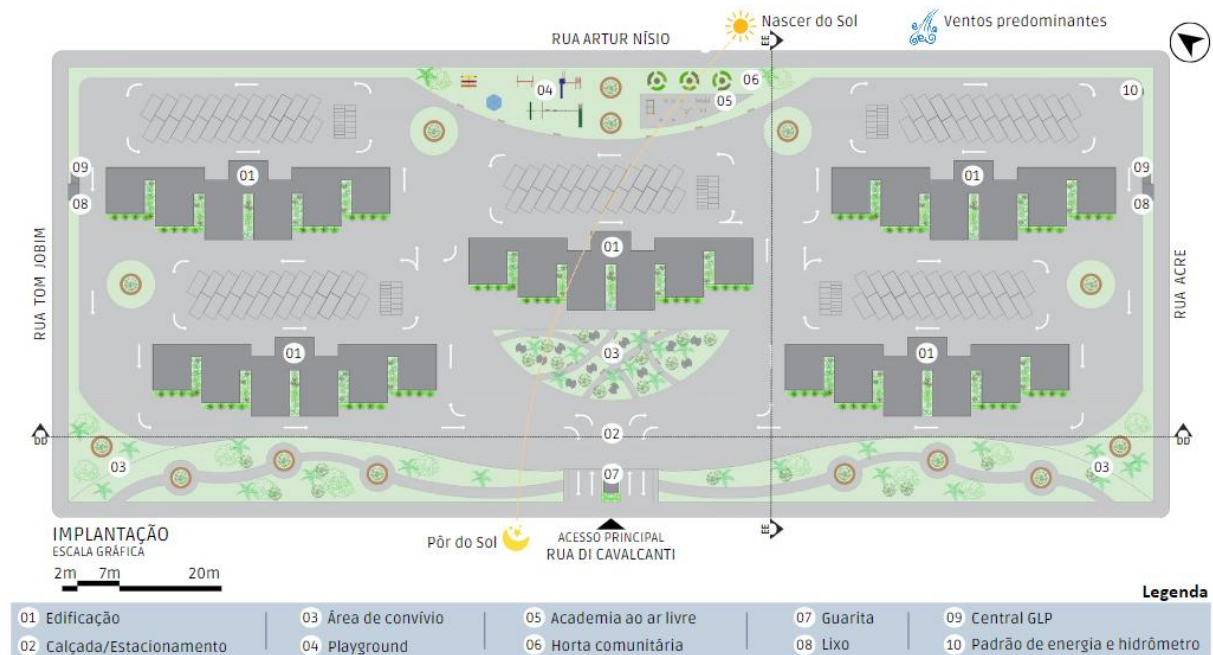 Nascer do Sol
Ventos predominantes
RUA ARTUR NÍSIO
EE
04
06
05
10
09
01
01
09
08
08
01
RUA TOM JOBIM
RUA ACRE
01
03
01
02
DD
DD
03
07
03
EE
IMPLANTAÇÃO
ESCALA GRÁFICA
2m 7m 20m
Pôr do Sol
ACESSO PRINCIPAL
RUA DI CAVALCANTI
Legenda
01 Edificação
02 Calçada/Estacionamento
03 Área de convívio
04 Playground
05 Academia ao ar livre
06 Horta comunitária
07 Guarita
08 Lixo
09 Central GLP
10 Padrão de energia e hidrômetro